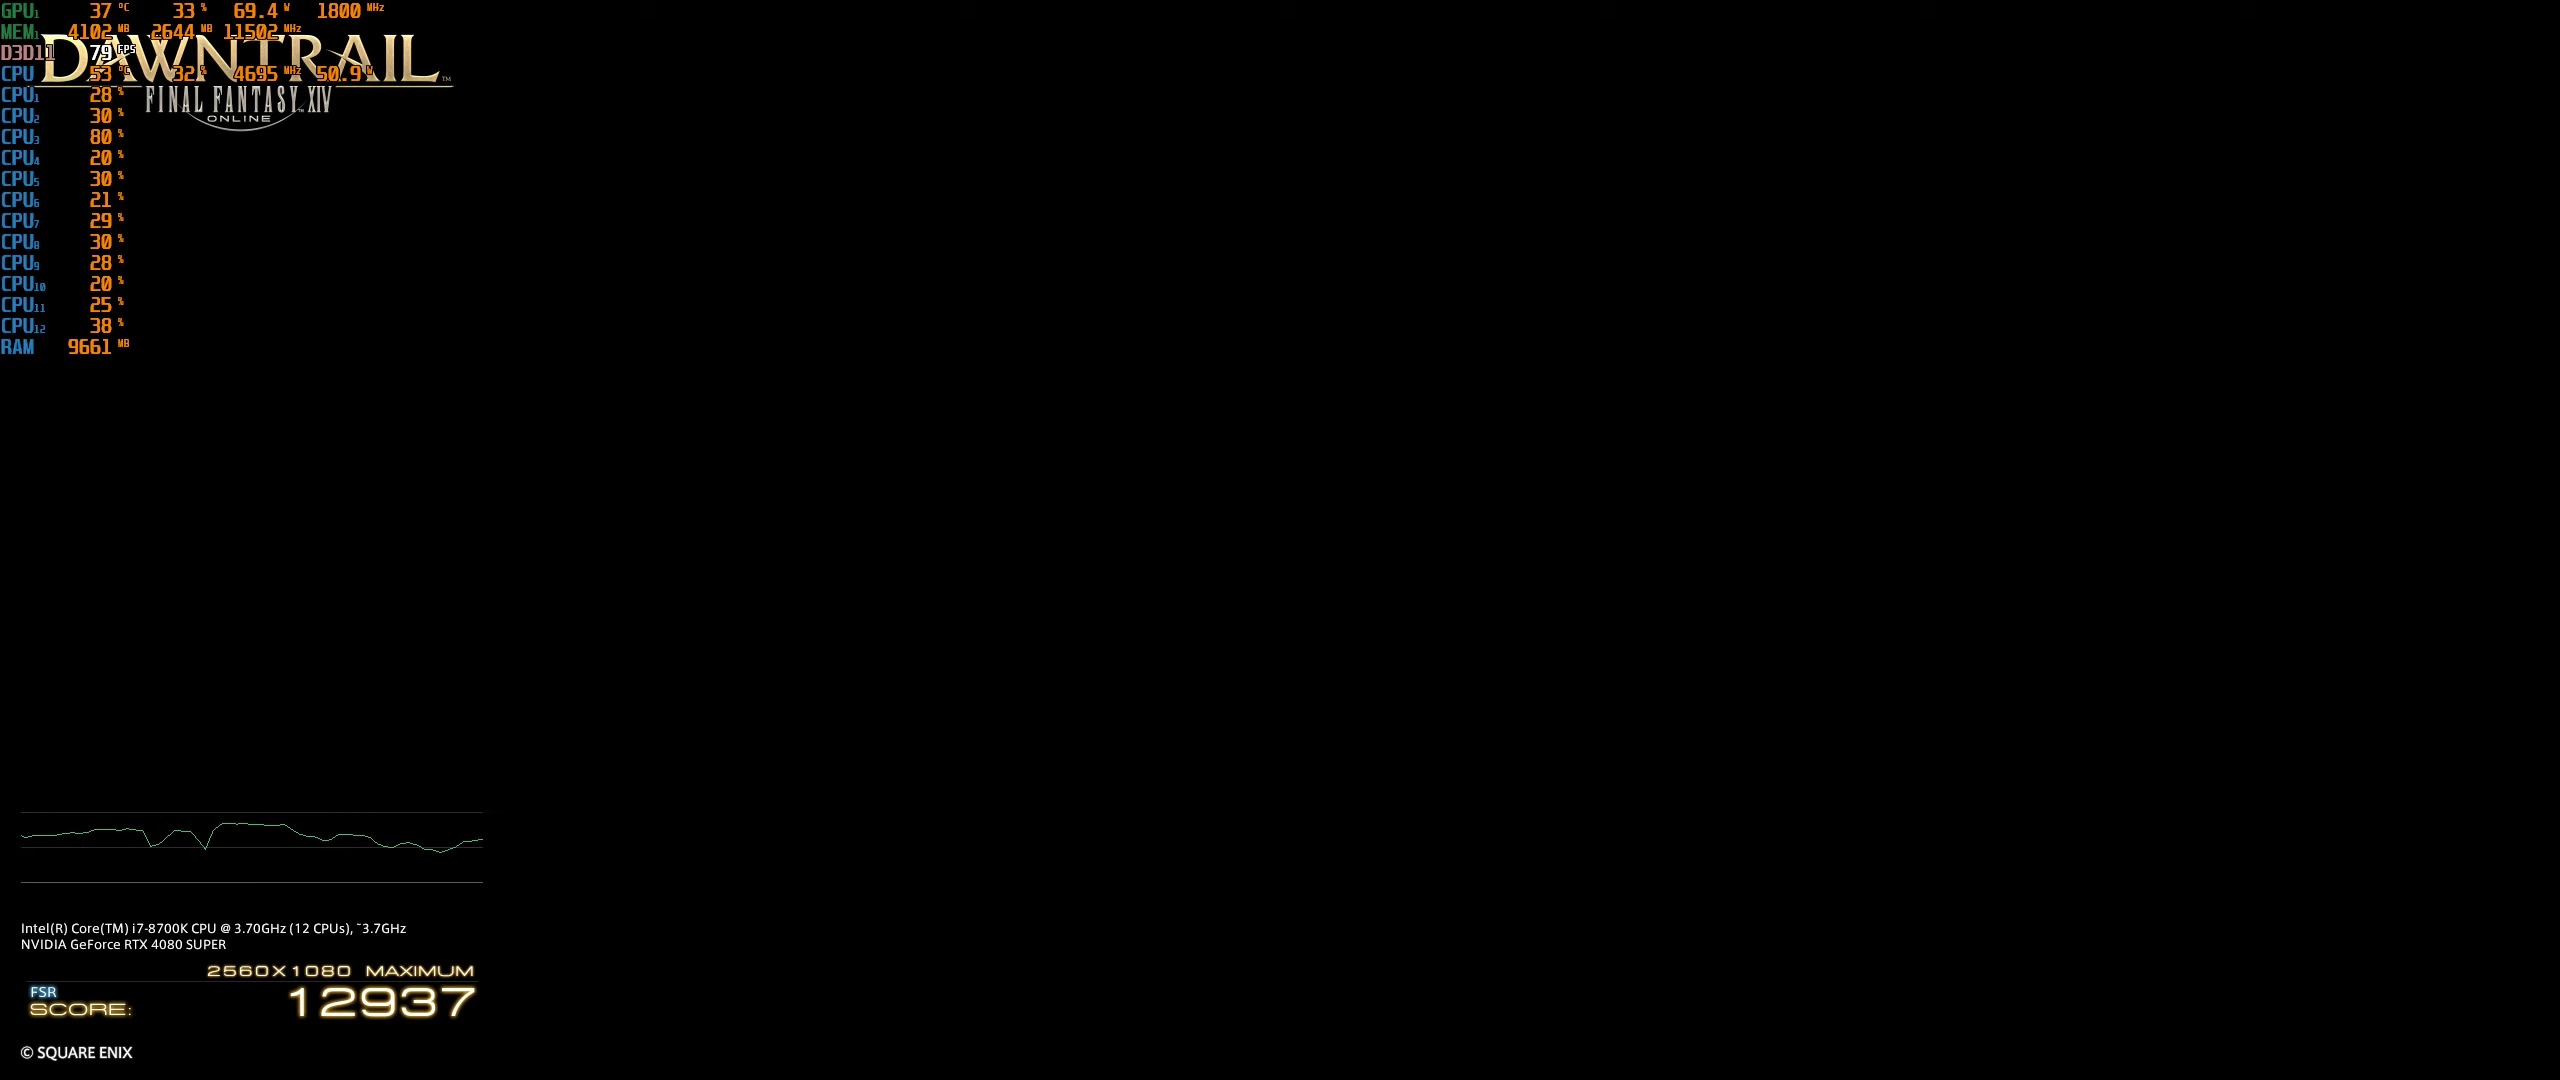 GPU1 37 °C 33 % 69.4 W 1800 MHz
MEM1 4102 MB 2644 MB 11502 MHz
D3D11 79 FPS
DAWNTRAIL™
CPU 53 °C 32 % 4695 MHz 50.9 W
CPU1 28 %
FINAL FANTASY XIV
CPU2 30 %
ONLINE
CPU3 80 %
CPU4 20 %
CPU5 30 %
CPU6 21 %
CPU7 29 %
CPU8 30 %
CPU9 28 %
CPU10 20 %
CPU11 25 %
CPU12 38 %
RAM 9661 MB
Intel(R) Core(TM) i7-8700K CPU @ 3.70GHz (12 CPUs), ~3.7GHz
NVIDIA GeForce RTX 4080 SUPER
2560X1080 MAXIMUM
FSR
SCORE: 12937
© SQUARE ENIX